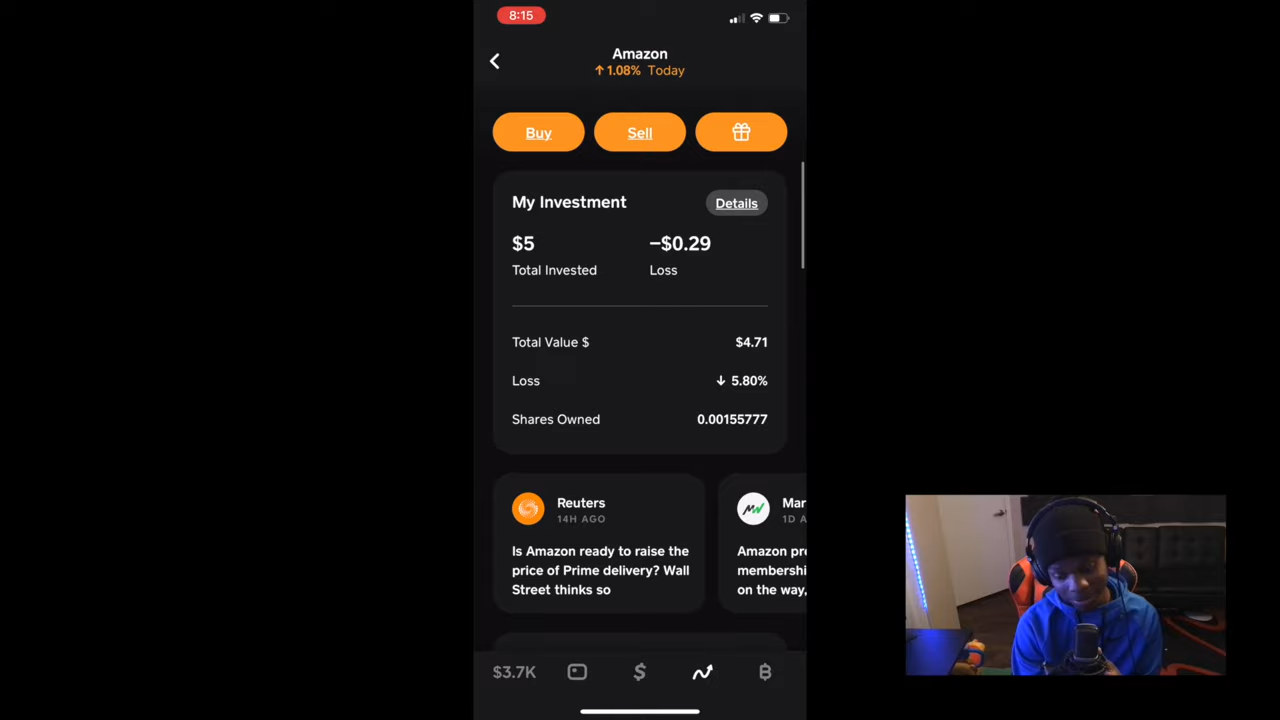 8:15
Amazon
↑ 1.08% Today
Buy Sell
My Investment Details
$5 –$0.29
Total Invested Loss
Total Value $ $4.71
Loss ↓ 5.80%
Shares Owned 0.00155777
Reuters
14H AGO
Is Amazon ready to raise the
price of Prime delivery? Wall
Street thinks so
Mar
1D A
Amazon pr
membershi
on the way,
$3.7K $